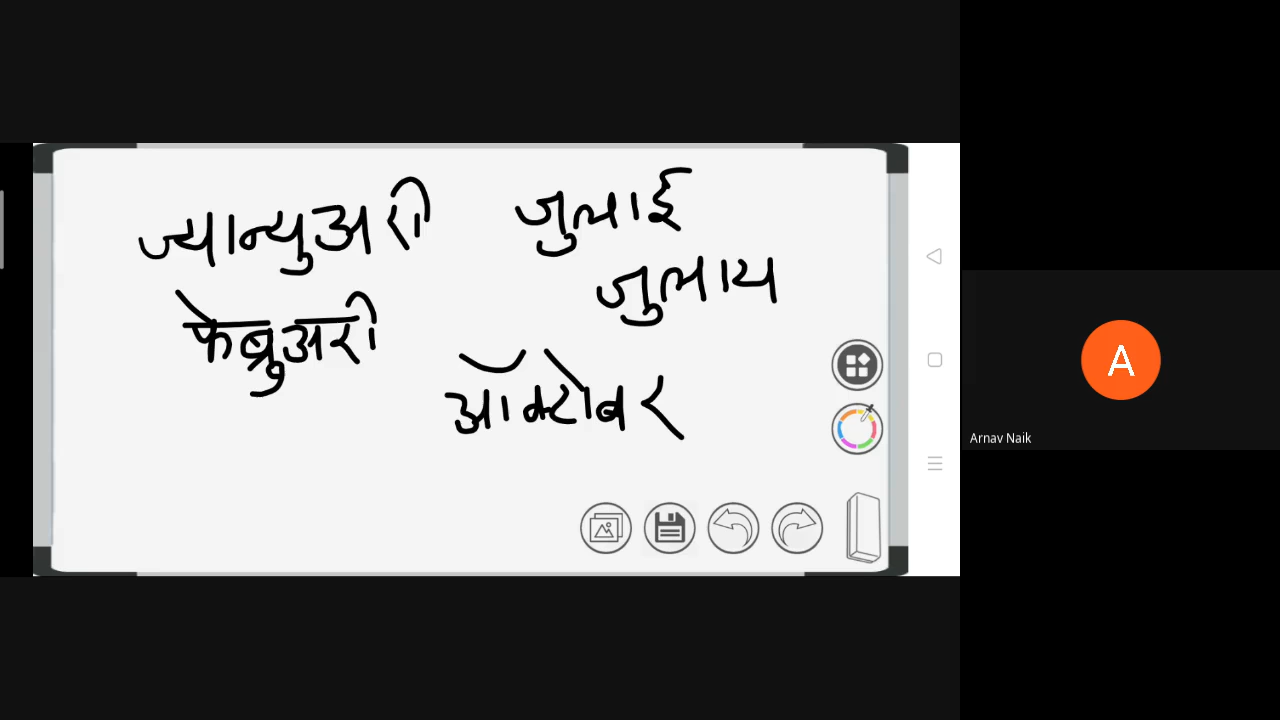 ज्यान्युअरी
जुलाई
जुलाय
फेब्रुअरी
ऑक्टोबर
A
Arnav Naik